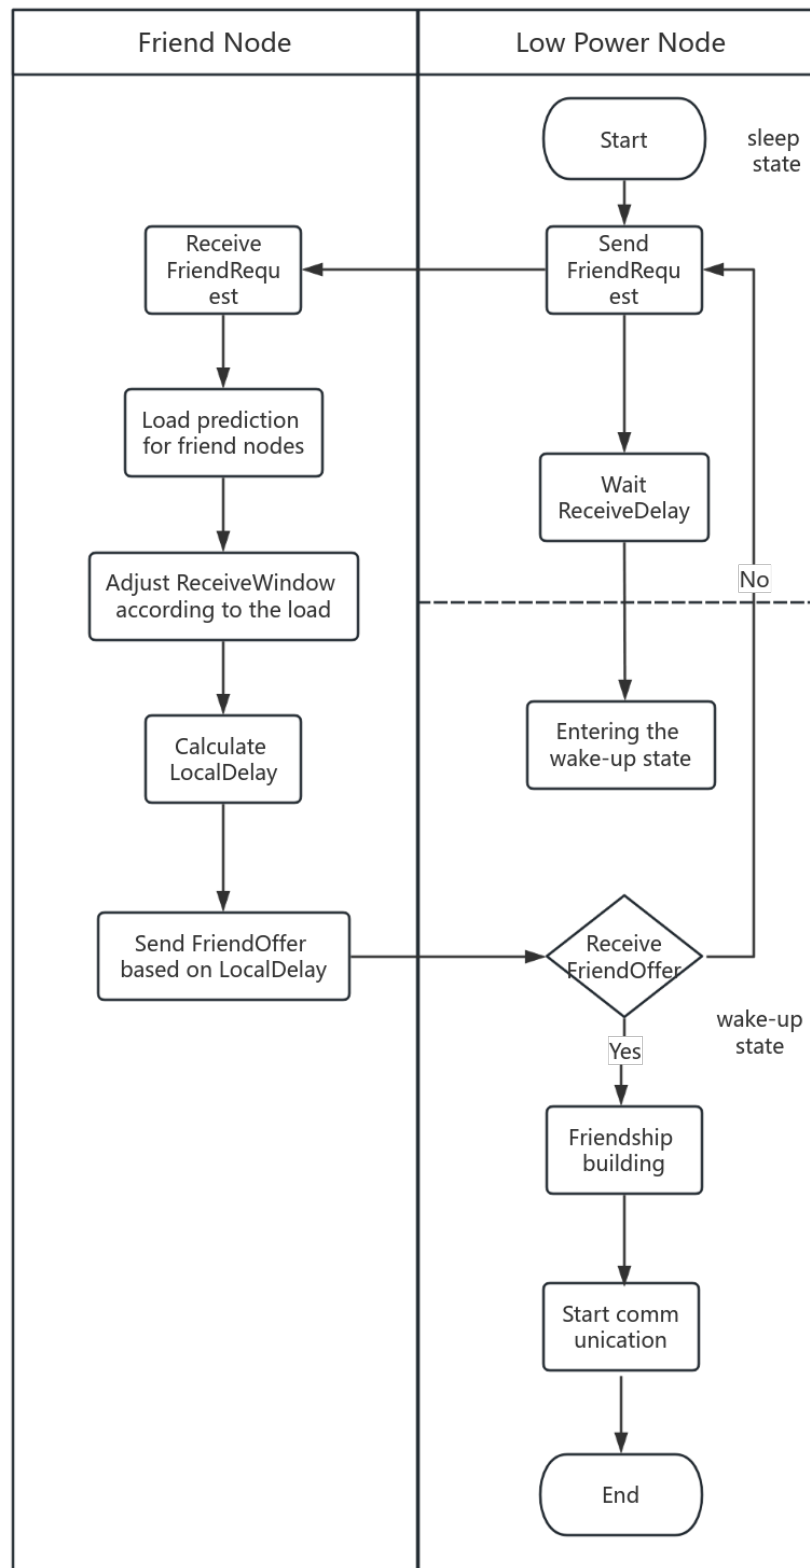 Friend Node
Low Power Node
Start
sleep
state
Receive
FriendRequ
est
Send
FriendRequ
est
Load prediction
for friend nodes
Wait
ReceiveDelay
Adjust ReceiveWindow
according to the load
No
Calculate
LocalDelay
Entering the
wake-up state
Send FriendOffer
based on LocalDelay
Receive
FriendOffer
wake-up
state
Yes
Friendship
building
Start comm
unication
End